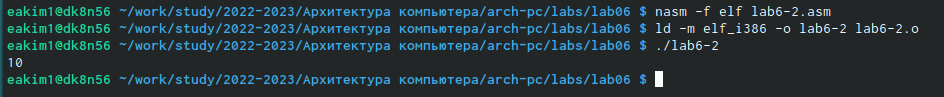 eakim1@dk8n56 ~/work/study/2022-2023/Архитектура компьютера/arch-pc/labs/lab06 $ nasm -f elf lab6-2.asm
eakim1@dk8n56 ~/work/study/2022-2023/Архитектура компьютера/arch-pc/labs/lab06 $ ld -m elf_i386 -o lab6-2 lab6-2.o
eakim1@dk8n56 ~/work/study/2022-2023/Архитектура компьютера/arch-pc/labs/lab06 $ ./lab6-2
10
eakim1@dk8n56 ~/work/study/2022-2023/Архитектура компьютера/arch-pc/labs/lab06 $